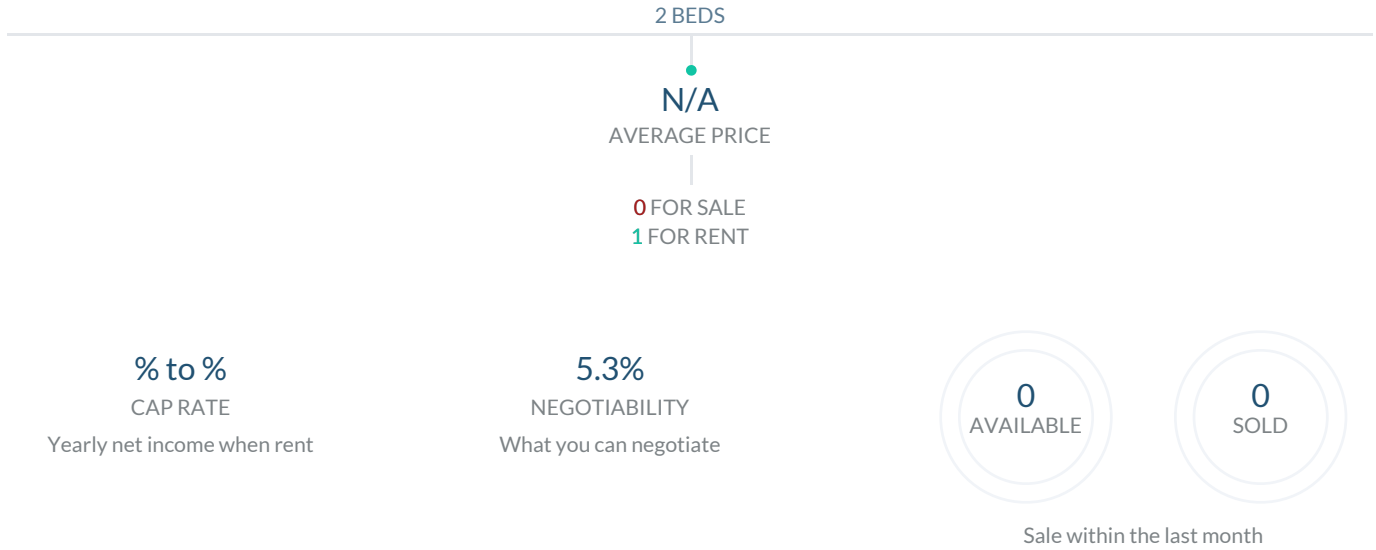 2 BEDS
N/A
AVERAGE PRICE
0 FOR SALE
1 FOR RENT
% to %
CAP RATE
Yearly net income when rent
5.3%
NEGOTIABILITY
What you can negotiate
0
AVAILABLE
0
SOLD
Sale within the last month